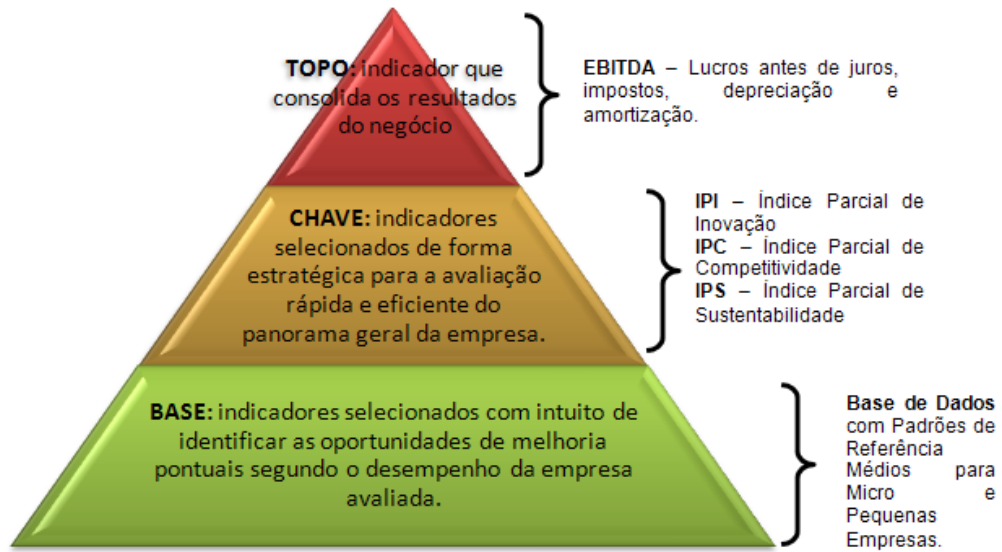 TOPO: indicador que
consolida os resultados
do negócio
EBITDA – Lucros antes de juros,
impostos, depreciação e
amortização.
CHAVE: indicadores
selecionados de forma
estratégica para a avaliação
rápida e eficiente do
panorama geral da empresa.
IPI – Índice Parcial de
Inovação
IPC – Índice Parcial de
Competitividade
IPS – Índice Parcial de
Sustentabilidade
BASE: indicadores selecionados com intuito de
identificar as oportunidades de melhoria
pontuais segundo o desempenho da empresa
avaliada.
Base de Dados
com Padrões de
Referência
Médios para
Micro e
Pequenas
Empresas.